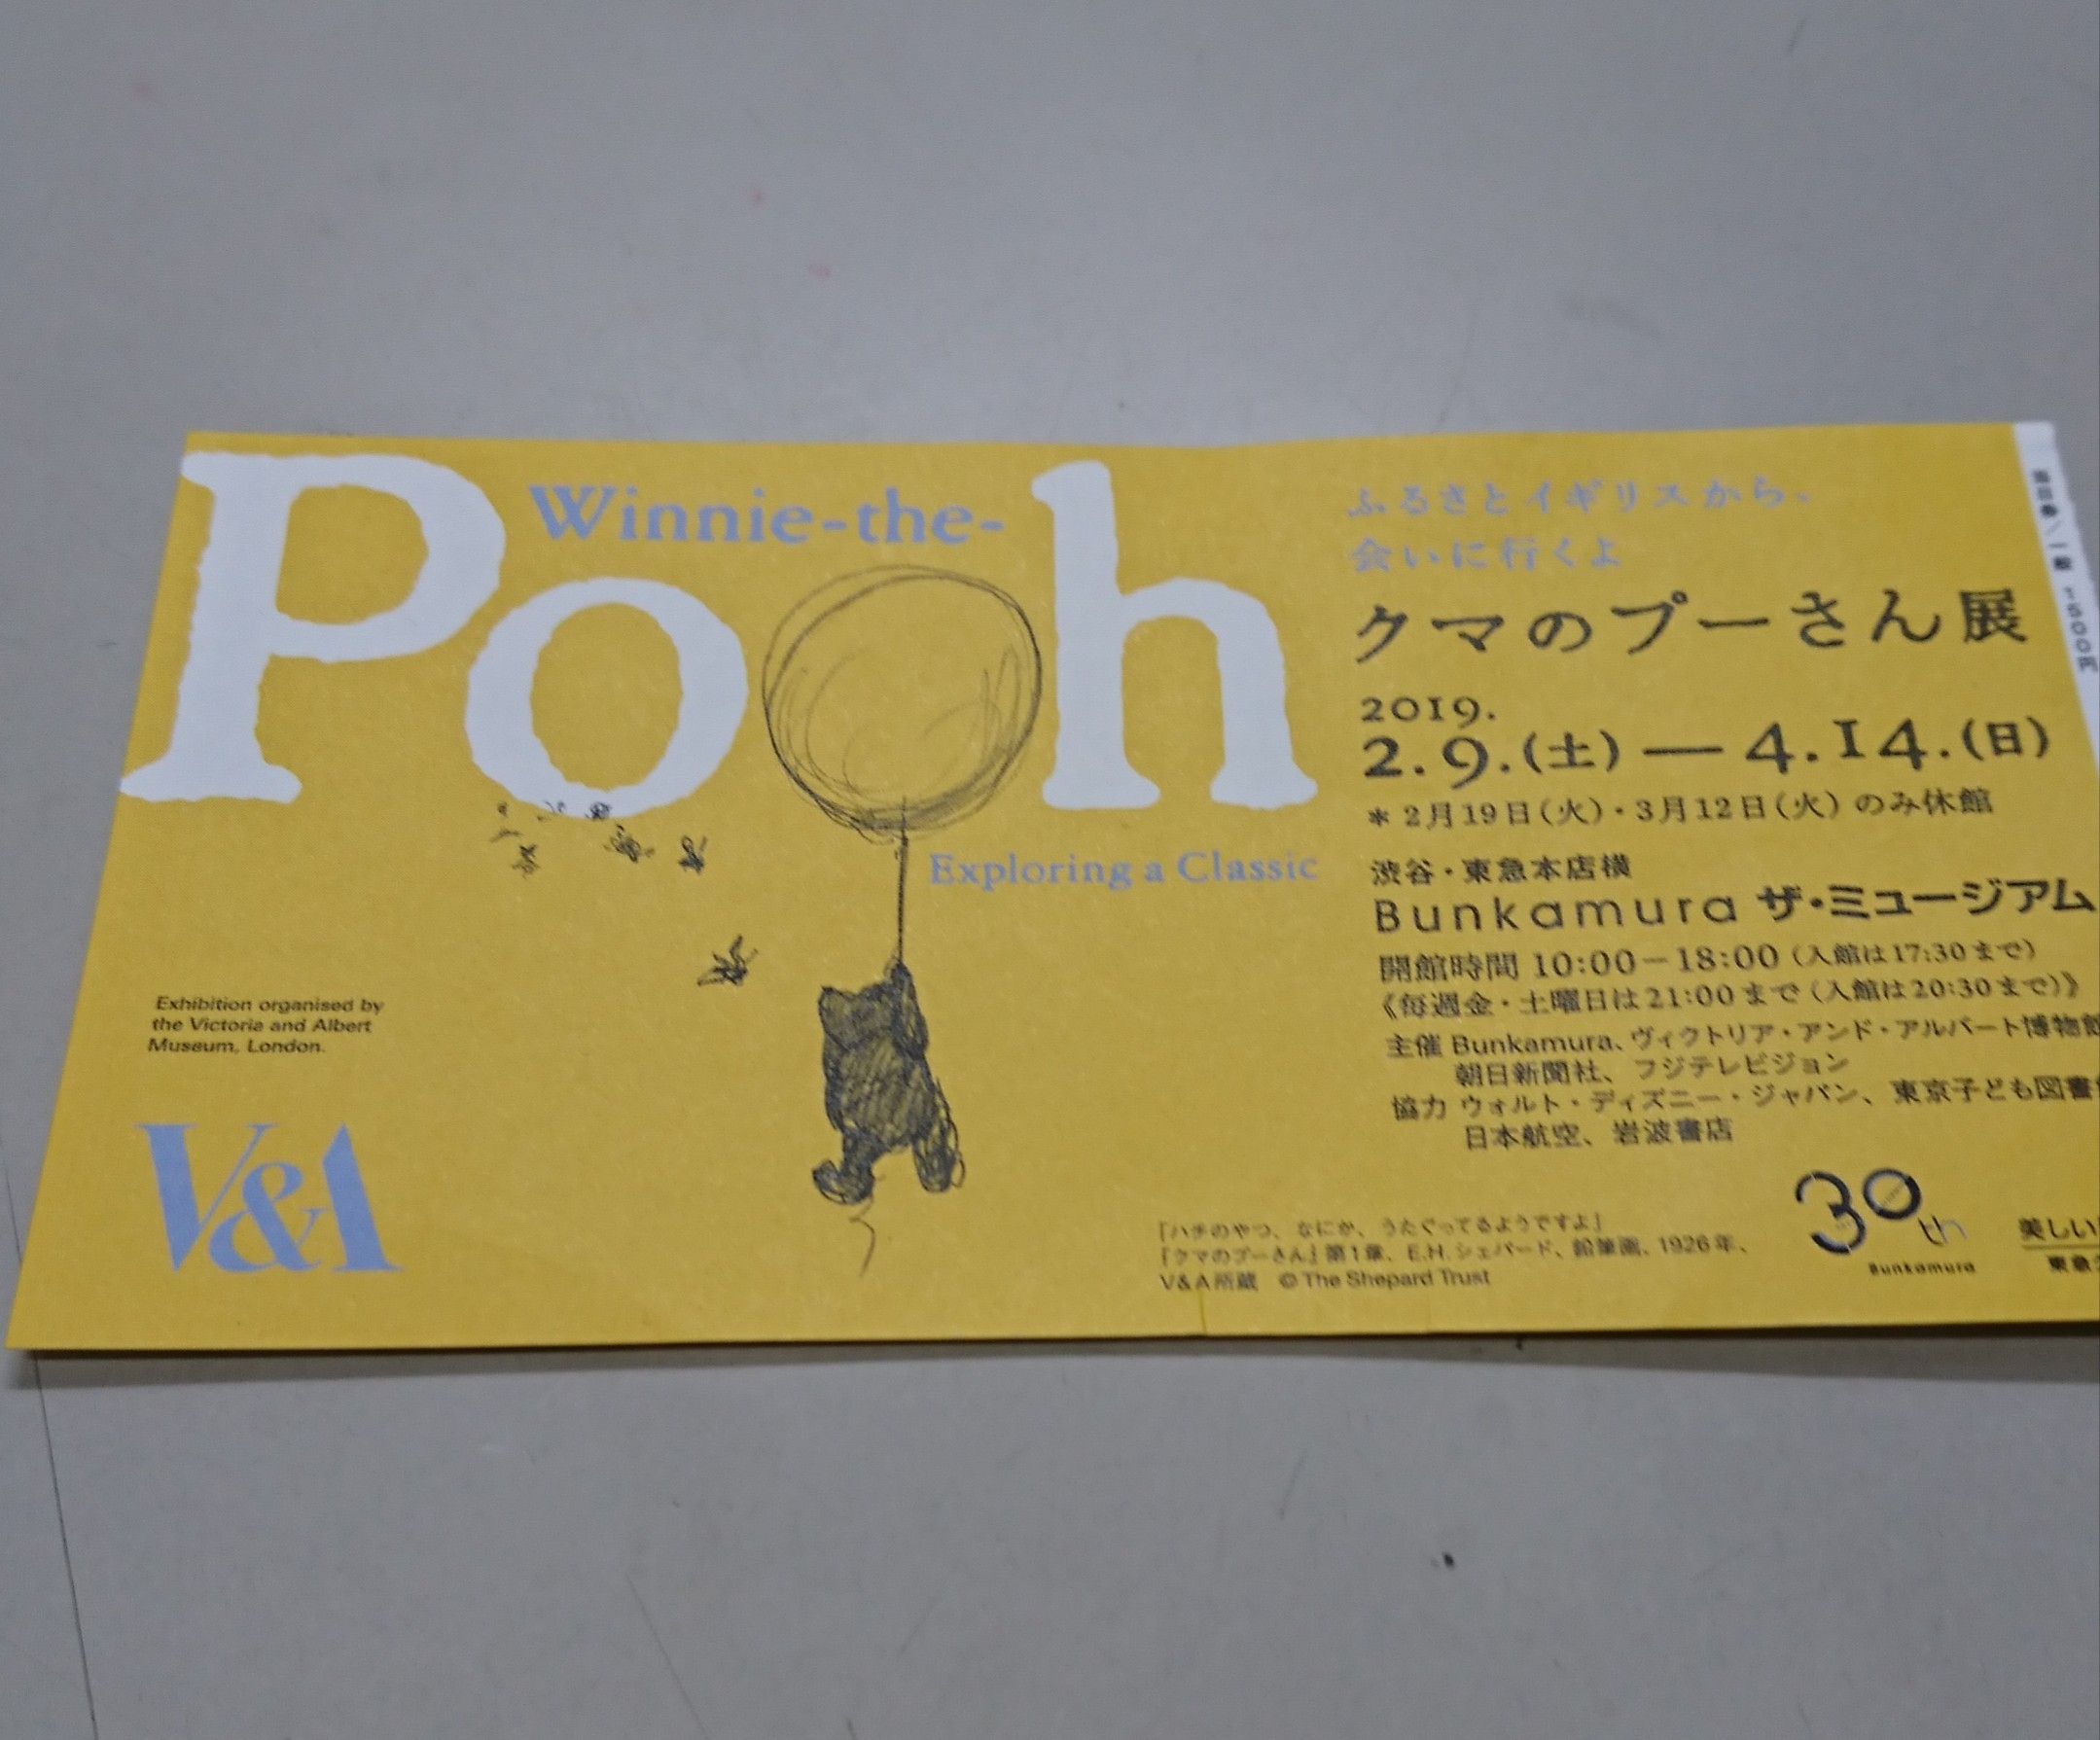 Winnie-the-
Pooh
Exploring a Classic
Exhibition organised by
the Victoria and Albert
Museum, London.
V&A
ふるさとイギリスから、
会いに行くよ
クマのプーさん展
2019.
2.9.(土) — 4.14.(日)
* 2月19日(火)・3月12日(火) のみ休館
渋谷・東急本店横
Bunkamura ザ・ミュージアム
開館時間 10:00−18:00 (入館は17:30まで)
《毎週金・土曜日は21:00まで(入館は20:30まで)》
主催 Bunkamura、ヴィクトリア・アンド・アルバート博物館
朝日新聞社、フジテレビジョン
協力 ウォルト・ディズニー・ジャパン、東京子ども図書
日本航空、岩波書店
「ハチのやつ、なにか、うたぐってるようですよ」
『クマのプーさん』第1章、E.H.シェパード、鉛筆画、1926年、
V&A所蔵 © The Shepard Trust
30th
Bunkamura
美しい
東急
一般 1500円